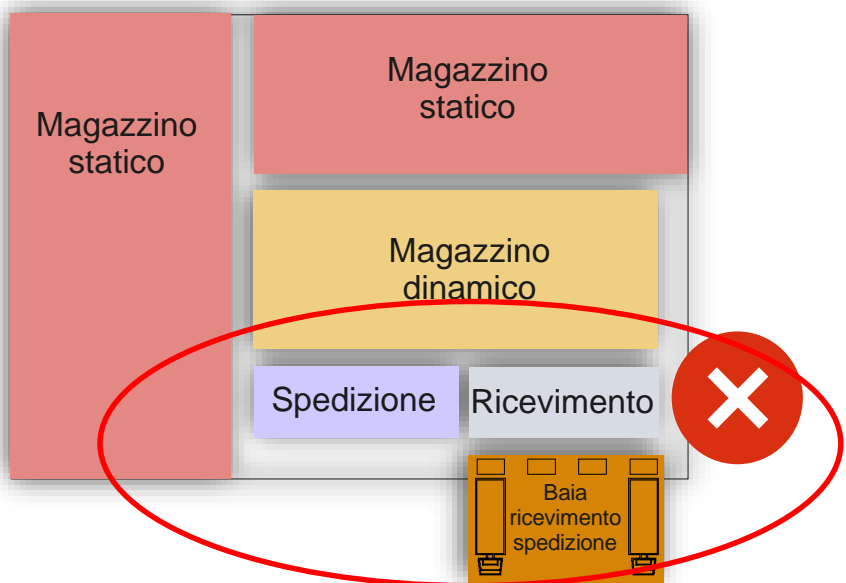 Magazzino
statico
Magazzino
statico
Magazzino
dinamico
Spedizione
Ricevimento
Baia
ricevimento
spedizione